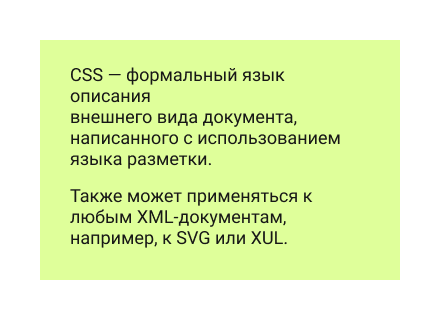 CSS — формальный язык
описания
внешнего вида документа,
написанного с использованием
языка разметки.
Также может применяться к
любым XML-документам,
например, к SVG или XUL.